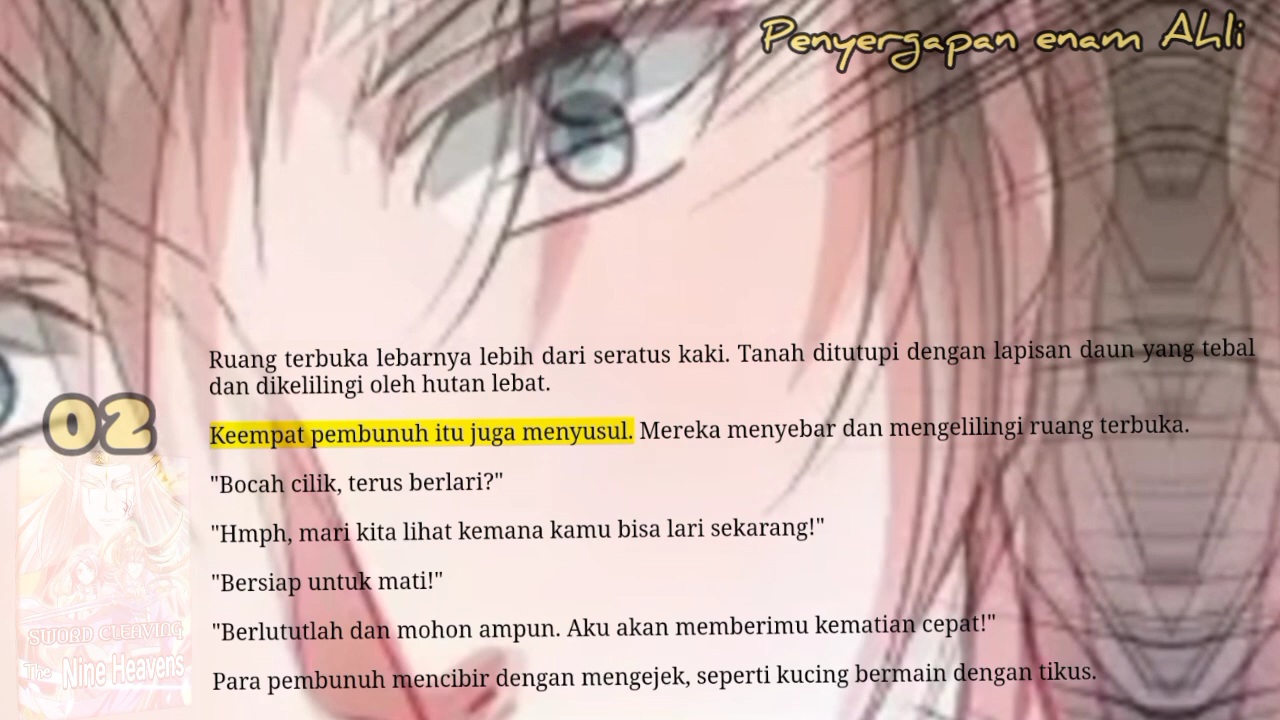 Penyergapan enam Ahli
Ruang terbuka lebarnya lebih dari seratus kaki. Tanah ditutupi dengan lapisan daun yang tebal
dan dikelilingi oleh hutan lebat.
02
Keempat pembunuh itu juga menyusul. Mereka menyebar dan mengelilingi ruang terbuka.
"Bocah cilik, terus berlari?"
"Hmph, mari kita lihat kemana kamu bisa lari sekarang!"
"Bersiap untuk mati!"
"Berlututlah dan mohon ampun. Aku akan memberimu kematian cepat!"
Para pembunuh mencibir dengan mengejek, seperti kucing bermain dengan tikus.
SWORD CLEAVING
The Nine Heavens